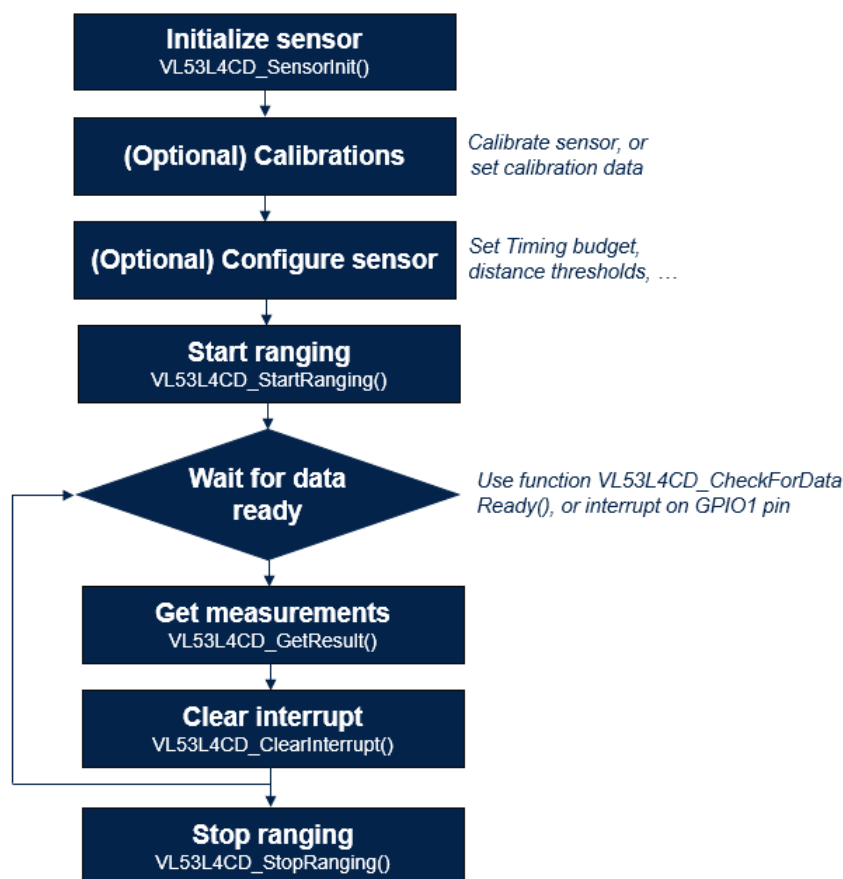 Initialize sensor
VL53L4CD_SensorInit()
(Optional) Calibrations
Calibrate sensor, or
set calibration data
(Optional) Configure sensor
Set Timing budget,
distance thresholds, …
Start ranging
VL53L4CD_StartRanging()
Wait for data
ready
Use function VL53L4CD_CheckForData
Ready(), or interrupt on GPIO1 pin
Get measurements
VL53L4CD_GetResult()
Clear interrupt
VL53L4CD_ClearInterrupt()
Stop ranging
VL53L4CD_StopRanging()